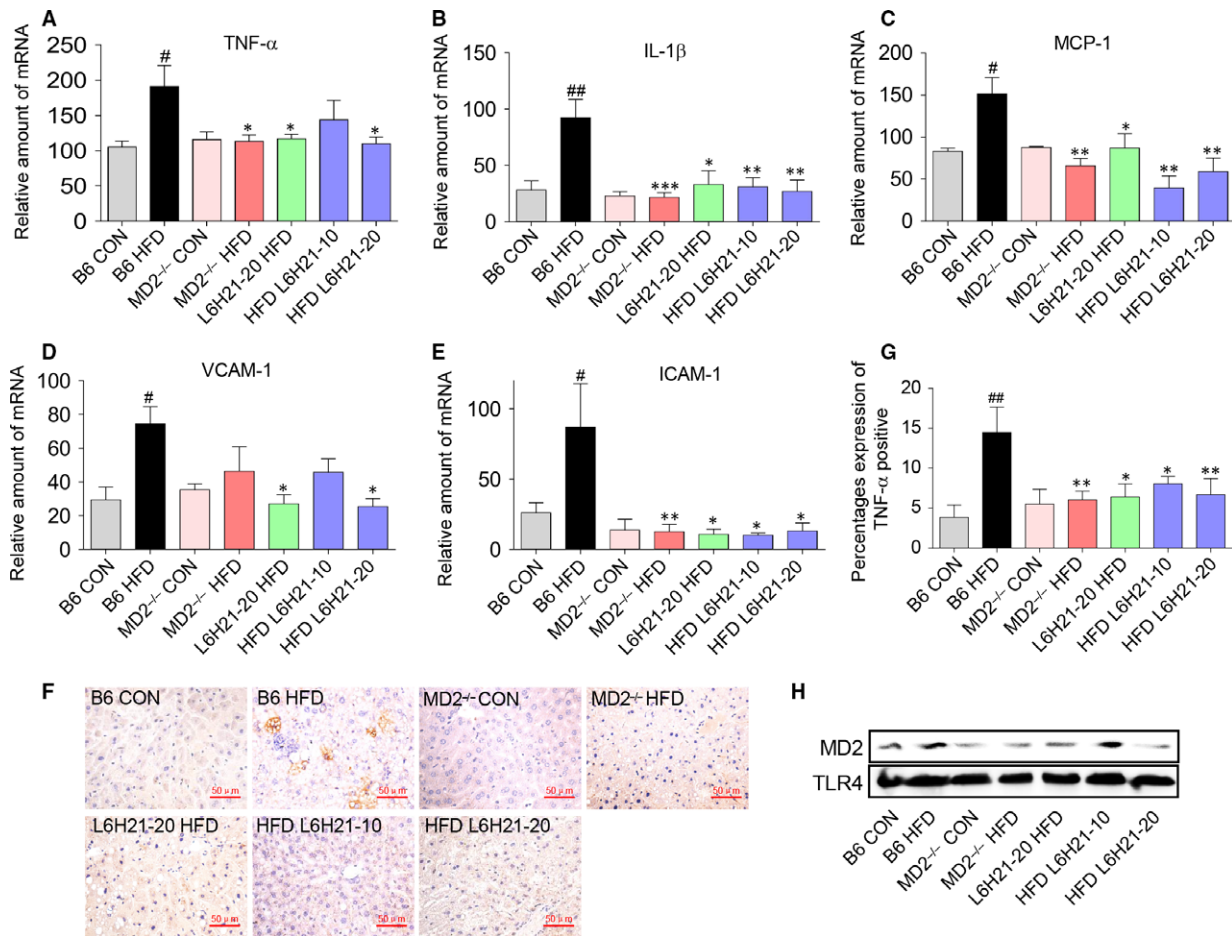 A
TNF-α
Relative amount of mRNA
250
200
150
100
50
0
#
*
*
*
B6 CON
B6 HFD
MD2⁻/⁻ CON
MD2⁻/⁻ HFD
L6H21-20 HFD
HFD L6H21-10
HFD L6H21-20
B
IL-1β
Relative amount of mRNA
150
100
50
0
##
***
*
**
**
B6 CON
B6 HFD
MD2⁻/⁻ CON
MD2⁻/⁻ HFD
L6H21-20 HFD
HFD L6H21-10
HFD L6H21-20
C
MCP-1
Relative amount of mRNA
200
150
100
50
0
#
**
*
**
**
B6 CON
B6 HFD
MD2⁻/⁻ CON
MD2⁻/⁻ HFD
L6H21-20 HFD
HFD L6H21-10
HFD L6H21-20
D
VCAM-1
Relative amount of mRNA
100
80
60
40
20
0
#
*
*
B6 CON
B6 HFD
MD2⁻/⁻ CON
MD2⁻/⁻ HFD
L6H21-20 HFD
HFD L6H21-10
HFD L6H21-20
E
ICAM-1
Relative amount of mRNA
100
50
0
#
**
*
*
*
B6 CON
B6 HFD
MD2⁻/⁻ CON
MD2⁻/⁻ HFD
L6H21-20 HFD
HFD L6H21-10
HFD L6H21-20
G
Percentages expression of
TNF-α positive
20
15
10
5
0
##
**
*
*
**
B6 CON
B6 HFD
MD2⁻/⁻ CON
MD2⁻/⁻ HFD
L6H21-20 HFD
HFD L6H21-10
HFD L6H21-20
F
B6 CON
50 μm
B6 HFD
50 μm
MD2⁻/⁻ CON
50 μm
MD2⁻/⁻ HFD
50 μm
L6H21-20 HFD
50 μm
HFD L6H21-10
50 μm
HFD L6H21-20
50 μm
H
MD2
TLR4
B6 CON
B6 HFD
MD2⁻/⁻ CON
MD2⁻/⁻ HFD
L6H21-20 HFD
HFD L6H21-10
HFD L6H21-20